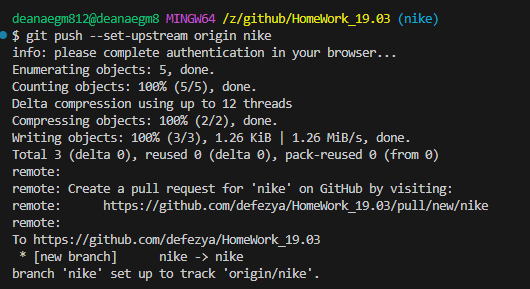 deanaegm812@deanaegm8 MINGW64 /z/github/HomeWork_19.03 (nike)
$ git push --set-upstream origin nike
info: please complete authentication in your browser...
Enumerating objects: 5, done.
Counting objects: 100% (5/5), done.
Delta compression using up to 12 threads
Compressing objects: 100% (2/2), done.
Writing objects: 100% (3/3), 1.26 KiB | 1.26 MiB/s, done.
Total 3 (delta 0), reused 0 (delta 0), pack-reused 0 (from 0)
remote:
remote: Create a pull request for 'nike' on GitHub by visiting:
remote:      https://github.com/defezya/HomeWork_19.03/pull/new/nike
remote:
To https://github.com/defezya/HomeWork_19.03
 * [new branch]      nike -> nike
branch 'nike' set up to track 'origin/nike'.